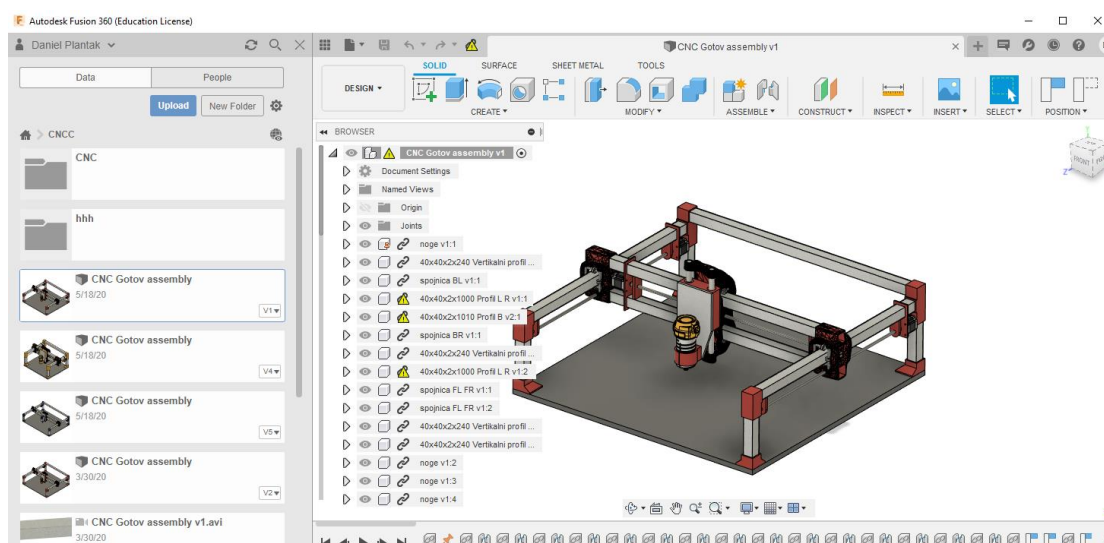 Autodesk Fusion 360 (Education License)
Daniel Plantak
Data
People
Upload
New Folder
CNCC
CNC
hhh
CNC Gotov assembly
5/18/20
V1
CNC Gotov assembly
5/18/20
V4
CNC Gotov assembly
5/18/20
V5
CNC Gotov assembly
3/30/20
V2
CNC Gotov assembly v1.avi
3/30/20
CNC Gotov assembly v1
SOLID
SURFACE
SHEET METAL
TOOLS
DESIGN
CREATE
MODIFY
ASSEMBLE
CONSTRUCT
INSPECT
INSERT
SELECT
POSITION
BROWSER
CNC Gotov assembly v1
Document Settings
Named Views
Origin
Joints
noge v1:1
40x40x2x240 Vertikalni profil ...
spojnica BL v1:1
40x40x2x1000 Profil L R v1:1
40x40x2x1010 Profil B v2:1
spojnica BR v1:1
40x40x2x240 Vertikalni profil ...
40x40x2x1000 Profil L R v1:2
spojnica FL FR v1:1
spojnica FL FR v1:2
40x40x2x240 Vertikalni profil ...
40x40x2x240 Vertikalni profil ...
noge v1:2
noge v1:3
noge v1:4
FRONT
Z